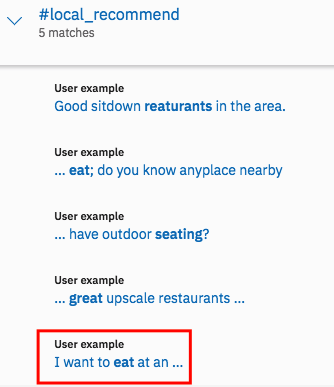 #local_recommend
5 matches
User example
Good sitdown reaturants in the area.
User example
... eat; do you know anyplace nearby
User example
... have outdoor seating?
User example
... great upscale restaurants ...
User example
I want to eat at an ...